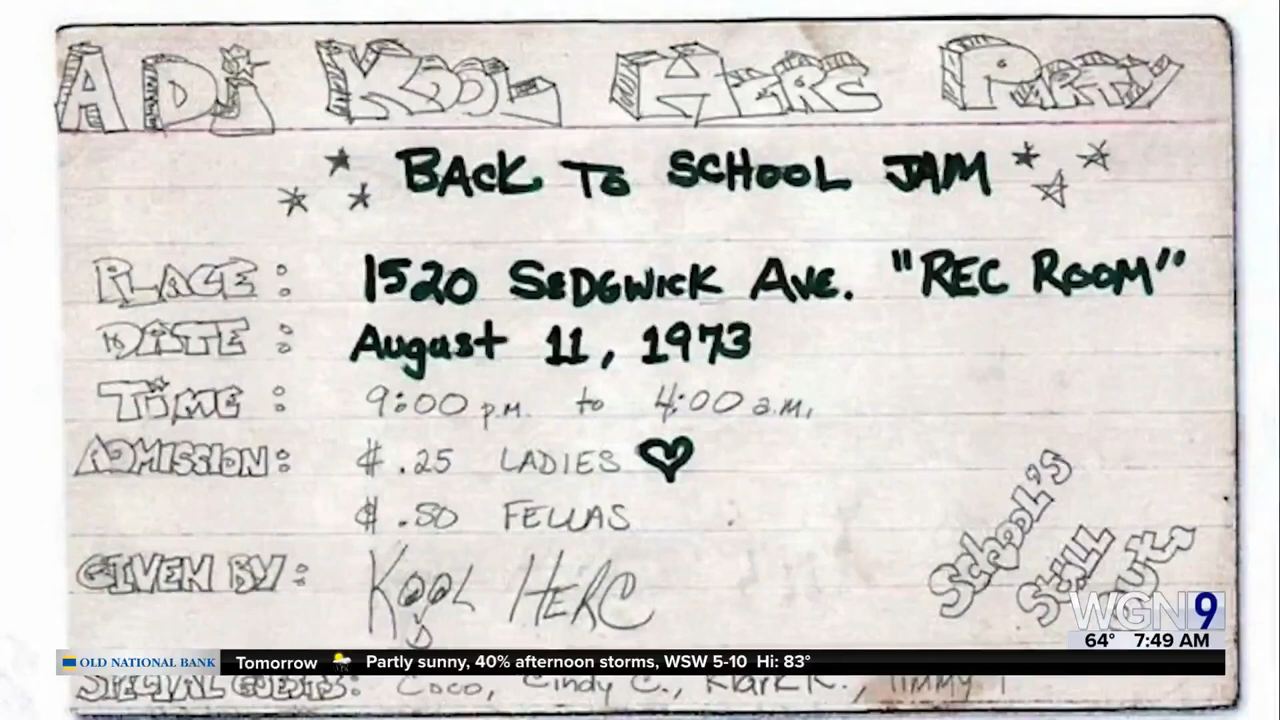 A DJ KOOL HERC PARTY
BACK TO SCHOOL JAM
PLACE: 1520 SEDGWICK AVE. "REC ROOM"
DATE: August 11, 1973
TIME: 9:00 p.m. to 4:00 a.m.
ADMISSION: $.25 LADIES
$.50 FELLAS
GIVEN BY: KOOL HERC
SCHOOL'S
STILL
OUT.
WGN9
64° 7:49 AM
OLD NATIONAL BANK Tomorrow Partly sunny, 40% afternoon storms, WSW 5-10 Hi: 83°
SPECIAL GUESTS: Coco, Cindy C., Klark K., Timmy T